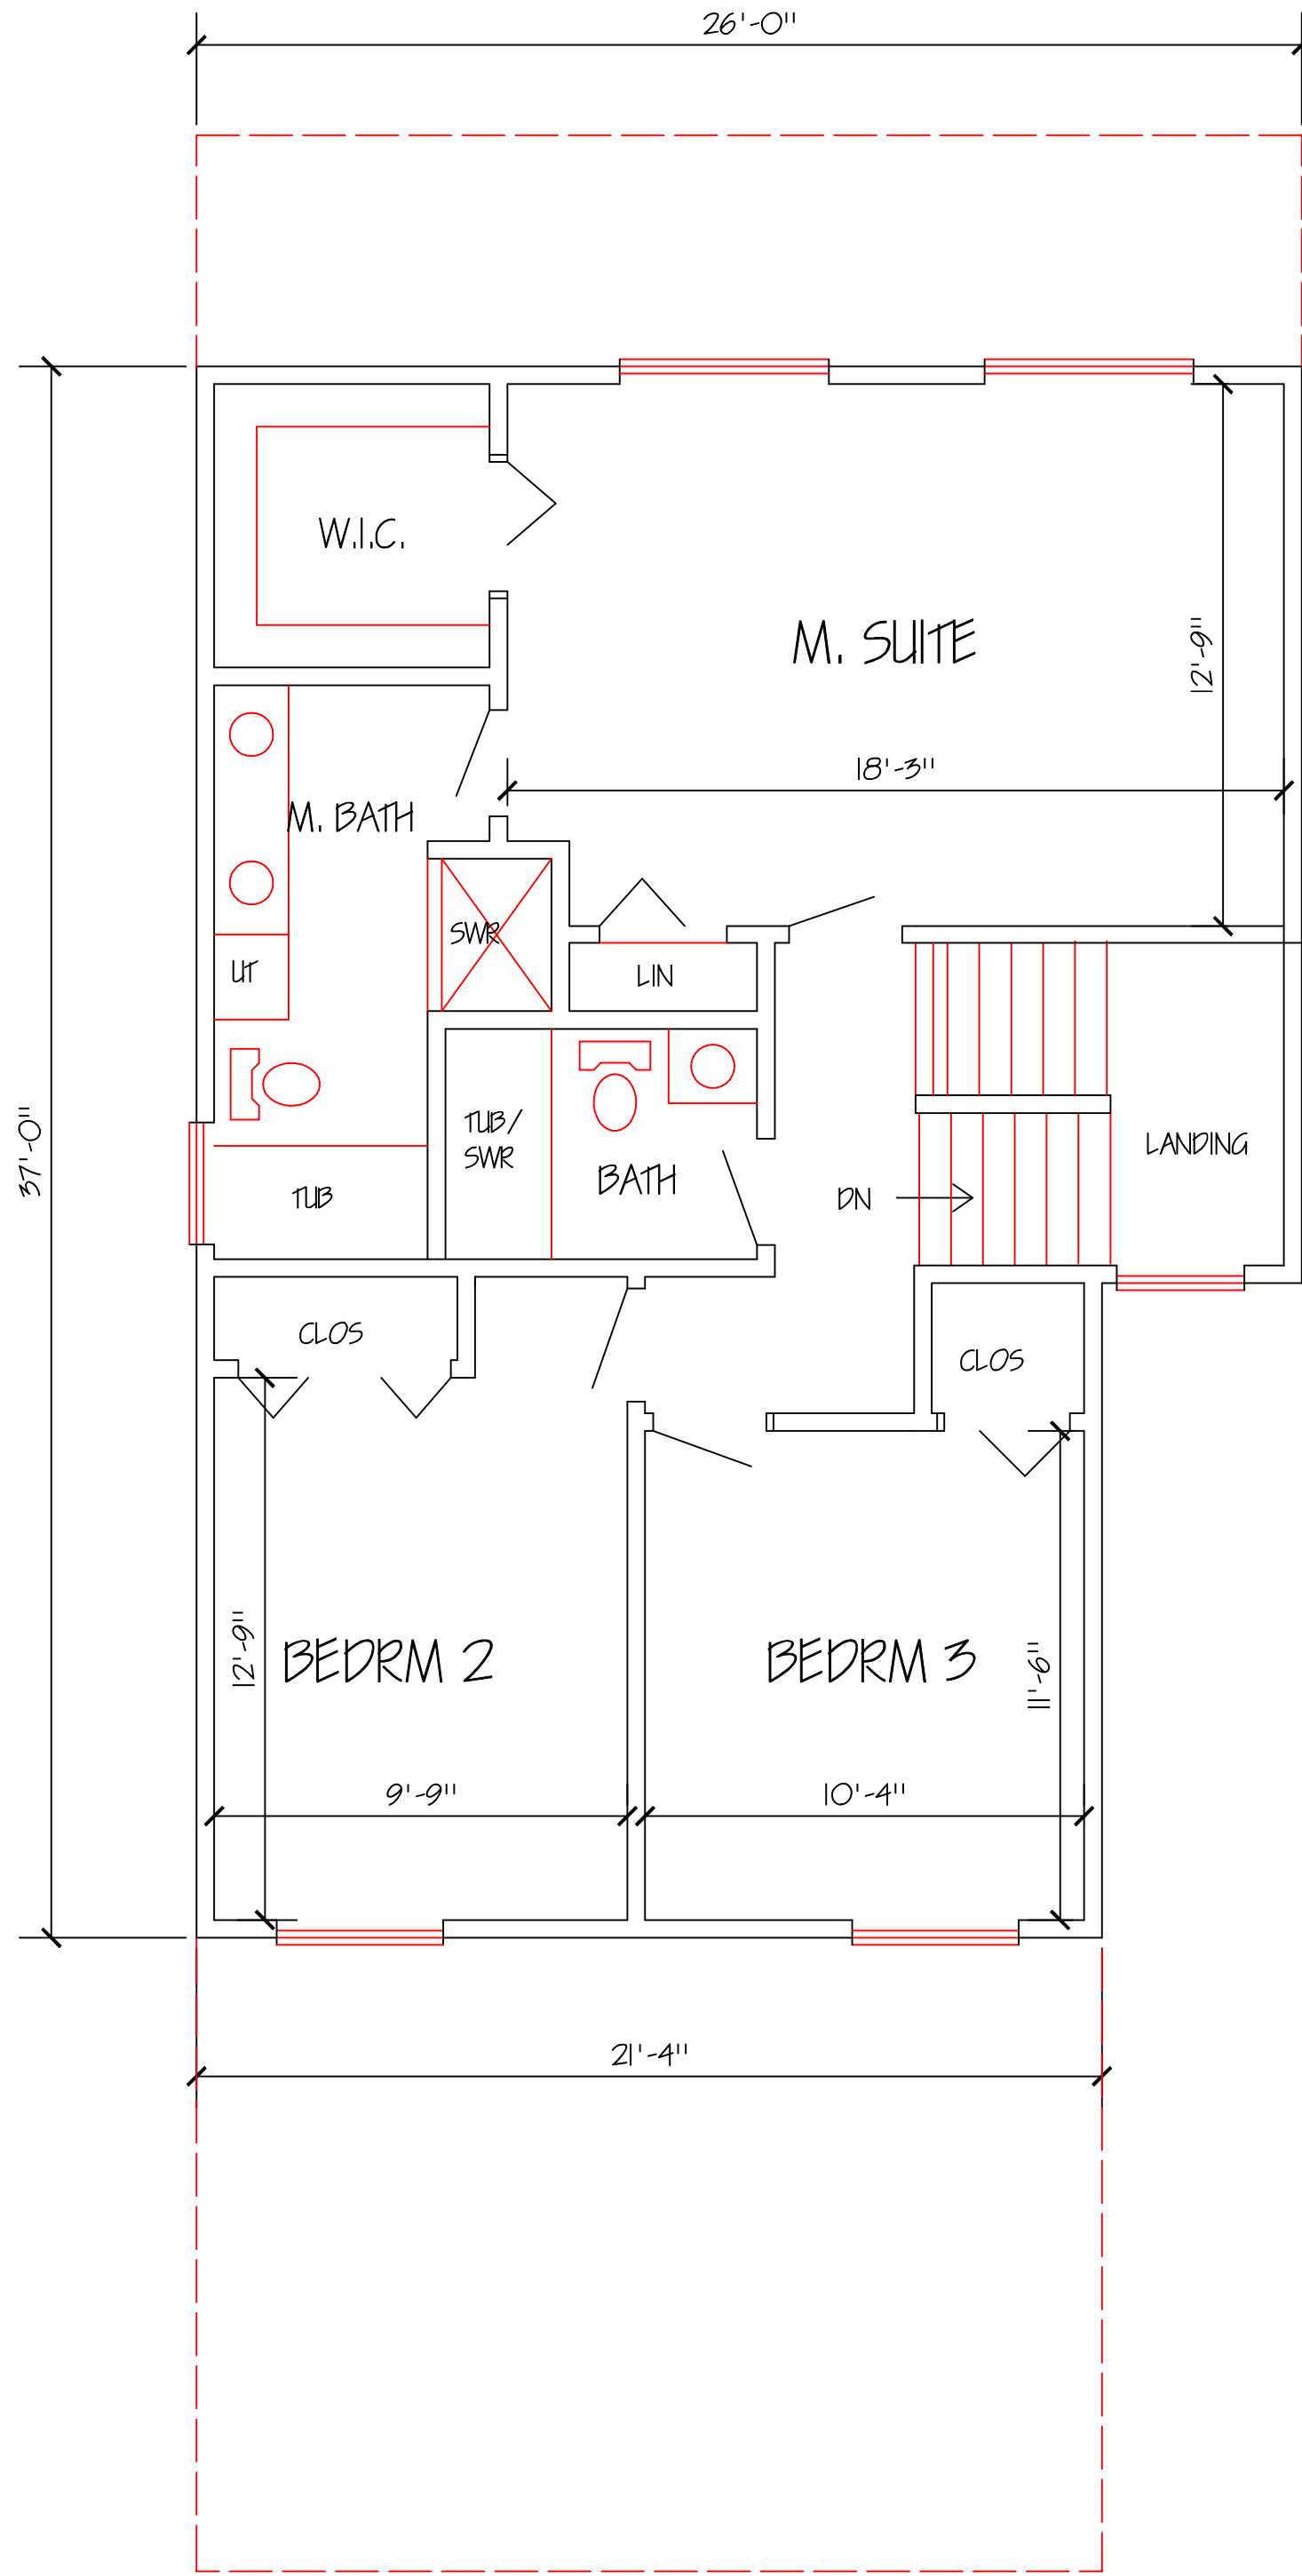 26'-0"
W.I.C.
M. SUITE
12'-9"
18'-3"
M. BATH
SWR
UT
LIN
37'-0"
TUB/
SWR
BATH
LANDING
TUB
DN
CLOS
CLOS
12'-9"
BEDRM 2
BEDRM 3
11'-6"
9'-9"
10'-4"
21'-4"